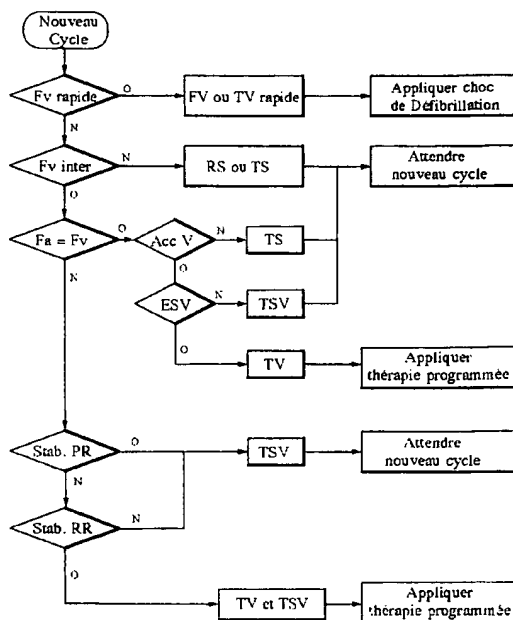 Nouveau
Cycle
Fv rapide
O
FV ou TV rapide
Appliquer choc
de Défibrillation
N
Fv inter
N
RS ou TS
Attendre
nouveau cycle
O
Fa = Fv
O
Acc V
N
TS
O
N
ESV
N
TSV
O
TV
Appliquer
thérapie programmée
Stab. PR
O
TSV
Attendre
nouveau cycle
N
Stab. RR
N
O
TV et TSV
Appliquer
thérapie programmée